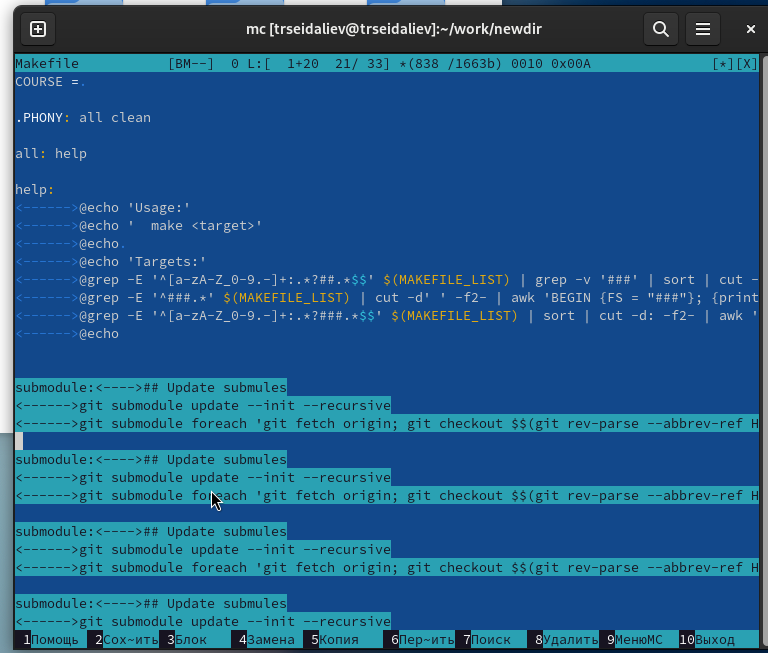 mc [trseidaliev@trseidaliev]:~/work/newdir
Makefile           [BM--]  0 L:[  1+20  21/ 33] *(838 /1663b) 0010 0x00A               [*][X]
COURSE =.
.PHONY: all clean
all: help
help:
<------>@echo 'Usage:'
<------>@echo '  make <target>'
<------>@echo.
<------>@echo 'Targets:'
<------>@grep -E '^[a-zA-Z_0-9.-]+:.*?##.*$$' $(MAKEFILE_LIST) | grep -v '###' | sort | cut -
<------>@grep -E '^###.*' $(MAKEFILE_LIST) | cut -d' ' -f2- | awk 'BEGIN {FS = "###"}; {print
<------>@grep -E '^[a-zA-Z_0-9.-]+:.*?###.*$$' $(MAKEFILE_LIST) | sort | cut -d: -f2- | awk '
<------>@echo
submodule:<---->## Update submules
<------>git submodule update --init --recursive
<------>git submodule foreach 'git fetch origin; git checkout $$(git rev-parse --abbrev-ref H
submodule:<---->## Update submules
<------>git submodule update --init --recursive
<------>git submodule foreach 'git fetch origin; git checkout $$(git rev-parse --abbrev-ref H
submodule:<---->## Update submules
<------>git submodule update --init --recursive
<------>git submodule foreach 'git fetch origin; git checkout $$(git rev-parse --abbrev-ref H
submodule:<---->## Update submules
<------>git submodule update --init --recursive
1Помощь 2Сох~ить 3Блок 4Замена 5Копия 6Пер~ить 7Поиск 8Удалить 9МенюМС 10Выход